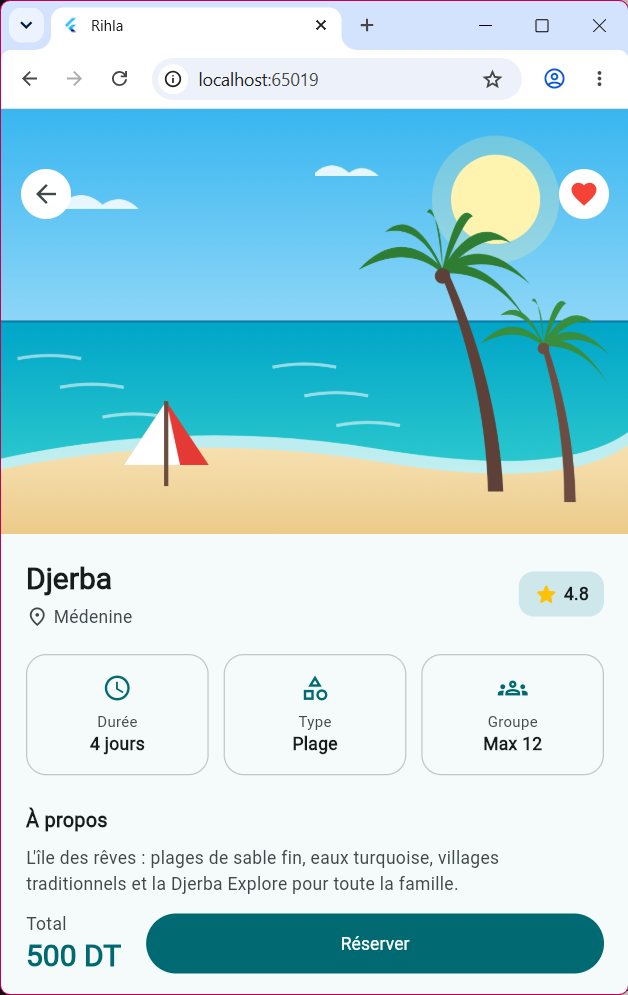 Rihla
localhost:65019
Djerba
4.8
Médenine
Durée
4 jours
Type
Plage
Groupe
Max 12
À propos
L'île des rêves : plages de sable fin, eaux turquoise, villages
traditionnels et la Djerba Explore pour toute la famille.
Total
500 DT
Réserver